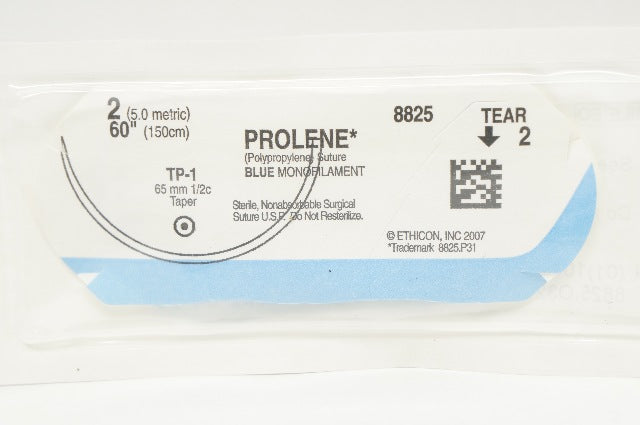 2 (5.0 metric)
60" (150cm)
TP-1
65 mm 1/2c
Taper
PROLENE*
(Polypropylene) Suture
BLUE MONOFILAMENT
Sterile, Nonabsorbable Surgical
Suture U.S.P. Do Not Resterilize.
8825
TEAR
2
© ETHICON, INC 2007
*Trademark 8825.P31